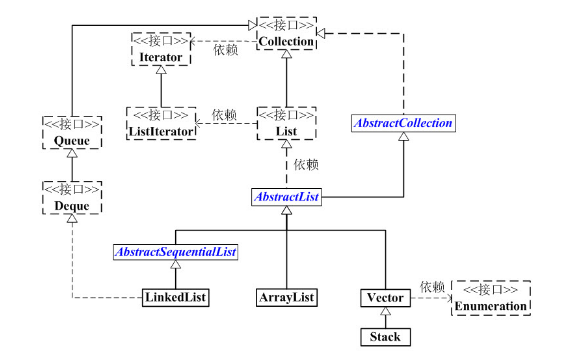 <<接口>>
Collection
<<接口>>
Iterator
依赖
<<接口>>
Queue
<<接口>>
ListIterator
依赖
<<接口>>
List
AbstractCollection
依赖
<<接口>>
Deque
AbstractList
AbstractSequentialList
LinkedList
ArrayList
Vector
依赖
<<接口>>
Enumeration
Stack